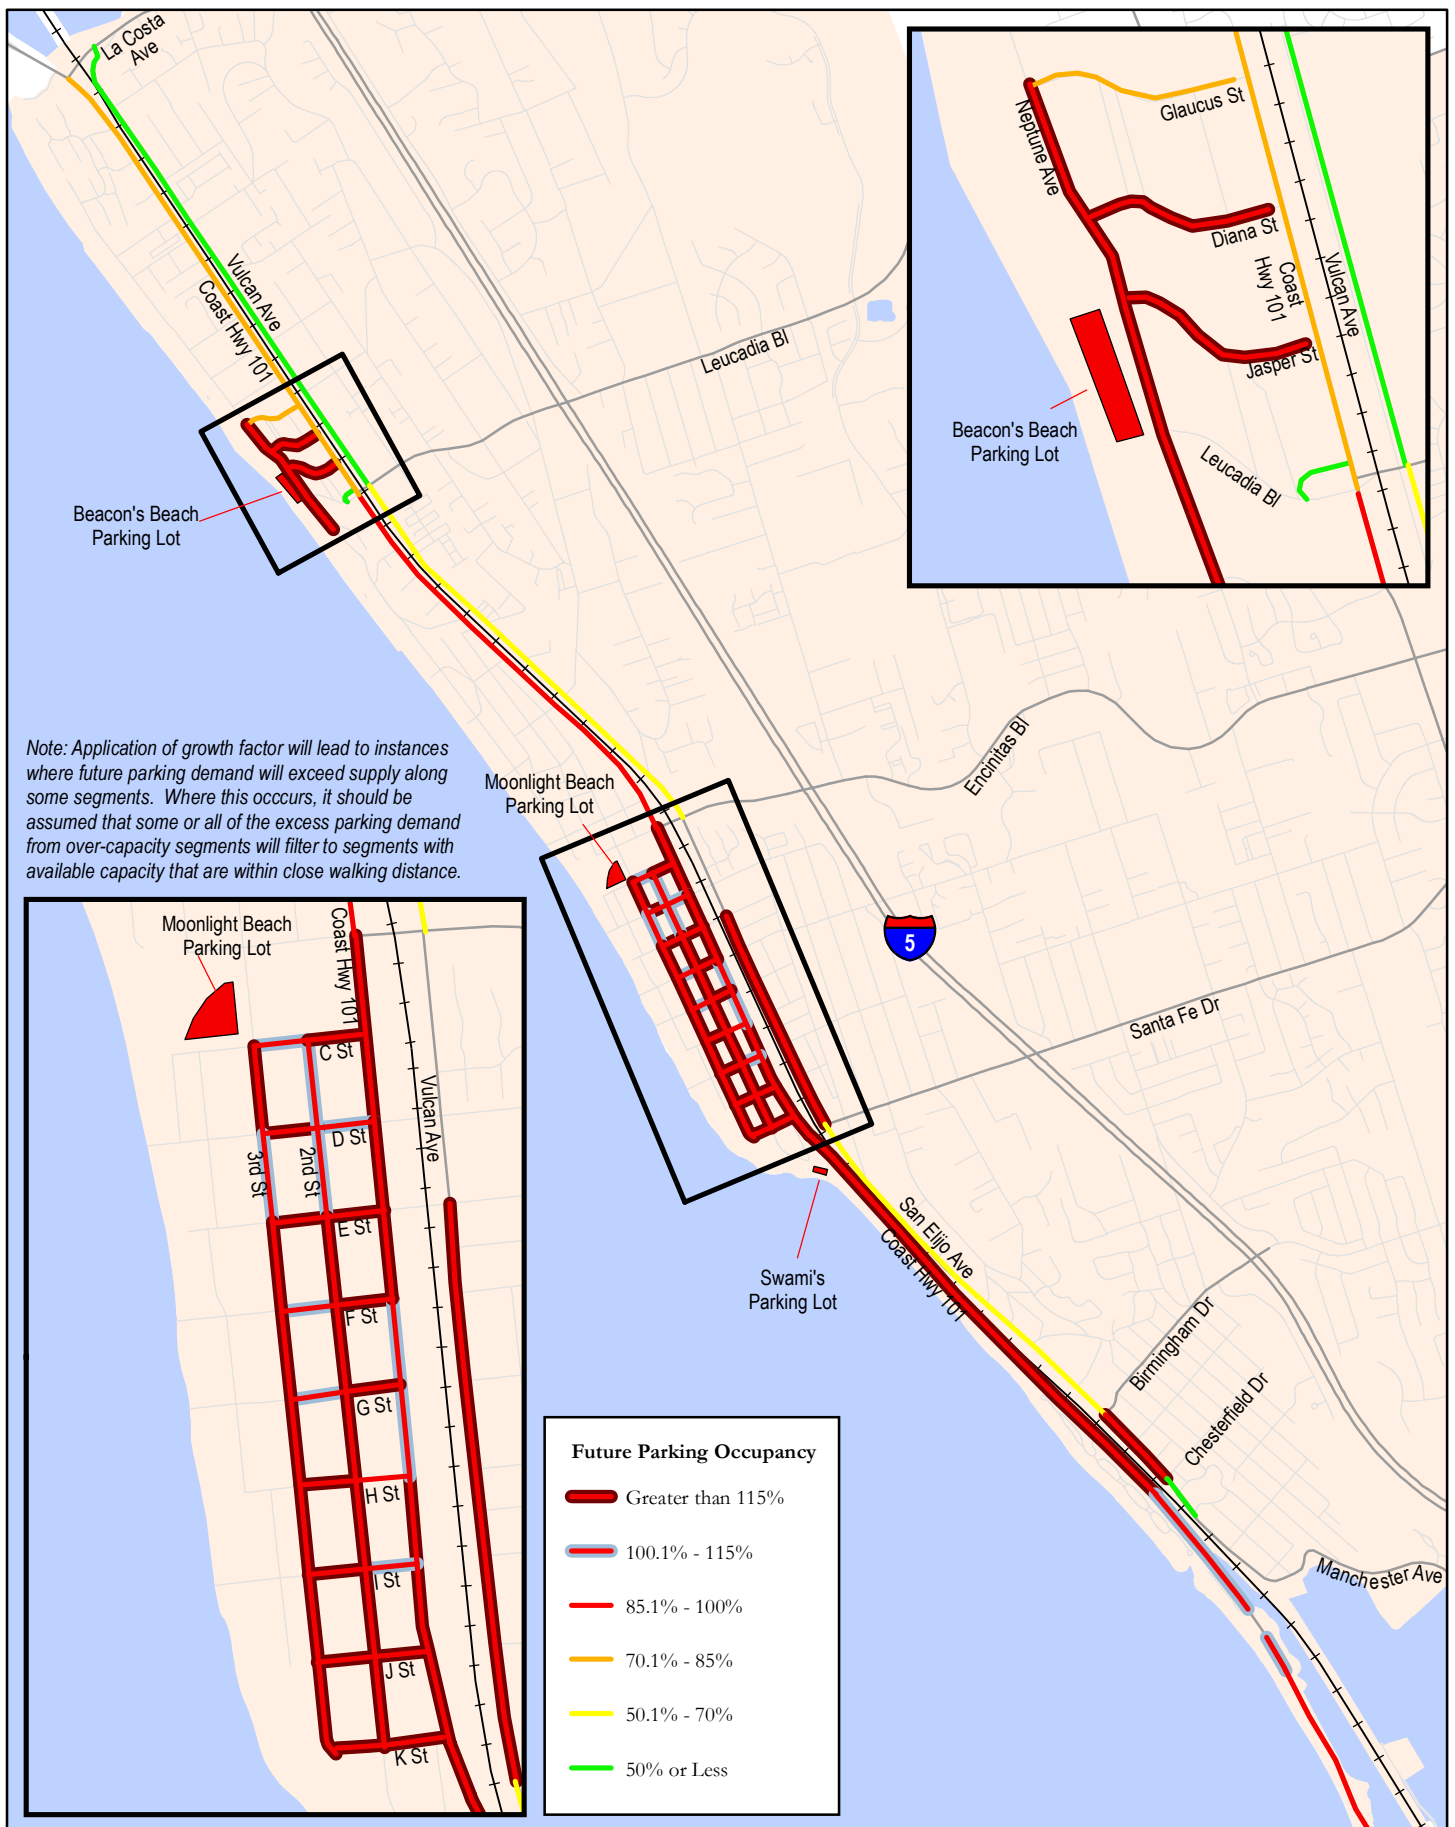 La Costa
Ave
Vulcan Ave
Coast Hwy 101
Leucadia Bl
Beacon's Beach
Parking Lot
Glaucus St
Neptune Ave
Diana St
Coast
Hwy 101
Vulcan Ave
Jasper St
Beacon's Beach
Parking Lot
Leucadia Bl
Note: Application of growth factor will lead to instances
where future parking demand will exceed supply along
some segments. Where this occcurs, it should be
assumed that some or all of the excess parking demand
from over-capacity segments will filter to segments with
available capacity that are within close walking distance.
Moonlight Beach
Parking Lot
Encinitas Bl
5
Santa Fe Dr
Moonlight Beach
Parking Lot
Coast Hwy 101
C St
Vulcan Ave
D St
3rd St
2nd St
E St
F St
G St
H St
I St
J St
K St
San Elijo Ave
Coast Hwy 101
Swami's
Parking Lot
Birmingham Dr
Chesterfield Dr
Manchester Ave
Future Parking Occupancy
Greater than 115%
100.1% - 115%
85.1% - 100%
70.1% - 85%
50.1% - 70%
50% or Less